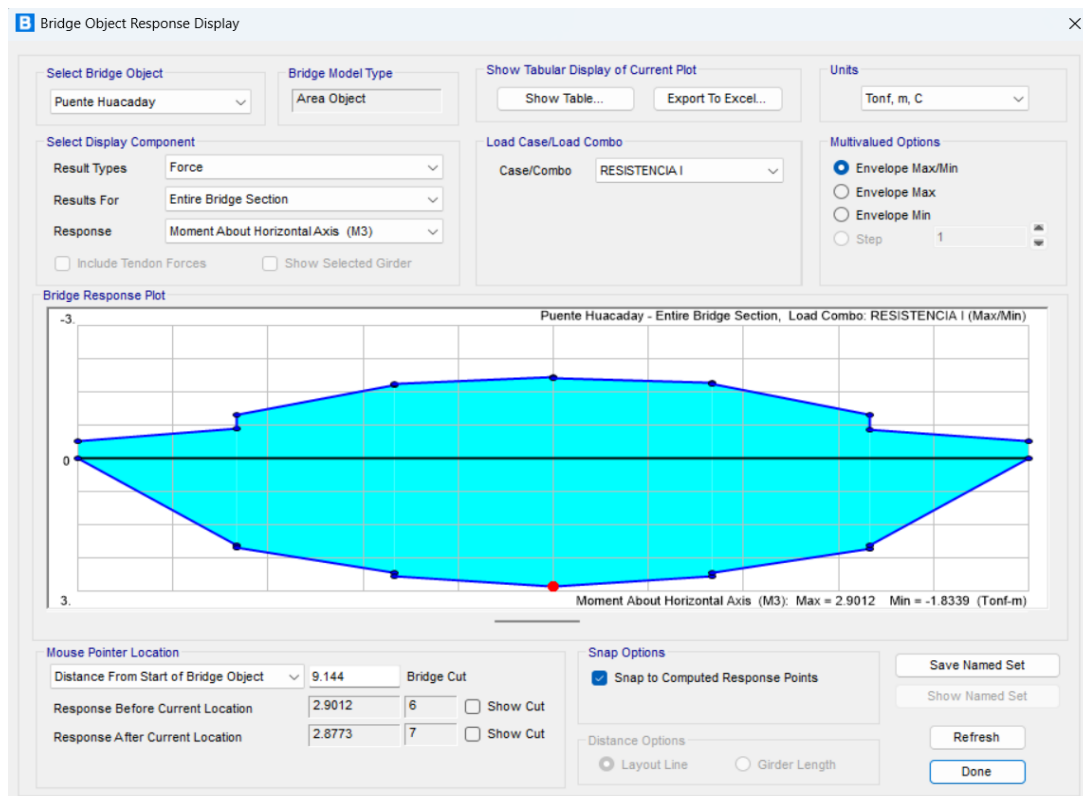 B Bridge Object Response Display
Select Bridge Object
Puente Huacaday
Bridge Model Type
Area Object
Show Tabular Display of Current Plot
Show Table...
Export To Excel...
Units
Tonf, m, C
Select Display Component
Result Types
Force
Results For
Entire Bridge Section
Response
Moment About Horizontal Axis (M3)
Include Tendon Forces
Show Selected Girder
Load Case/Load Combo
Case/Combo
RESISTENCIA I
Multivalued Options
Envelope Max/Min
Envelope Max
Envelope Min
Step
1
Bridge Response Plot
-3.
Puente Huacaday - Entire Bridge Section, Load Combo: RESISTENCIA I (Max/Min)
0
3.
Moment About Horizontal Axis (M3): Max = 2.9012 Min = -1.8339 (Tonf-m)
Mouse Pointer Location
Distance From Start of Bridge Object
9.144
Bridge Cut
Response Before Current Location
2.9012
6
Show Cut
Response After Current Location
2.8773
7
Show Cut
Snap Options
Snap to Computed Response Points
Distance Options
Layout Line
Girder Length
Save Named Set
Show Named Set
Refresh
Done